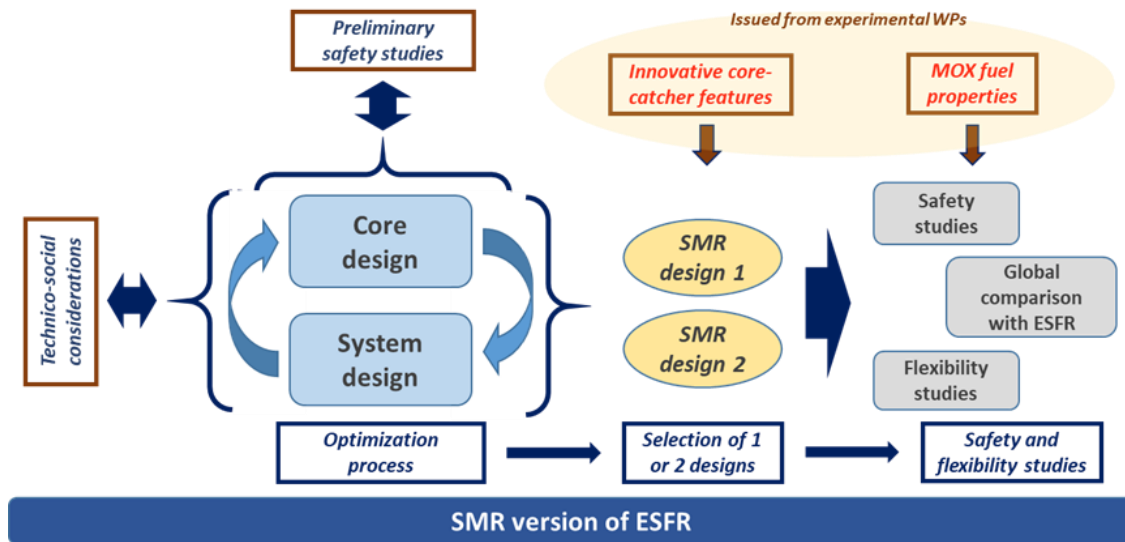 Preliminary
safety studies
Issued from experimental WPs
Innovative core-
catcher features
MOX fuel
properties
Technico-social
considerations
Core
design
System
design
SMR
design 1
SMR
design 2
Safety
studies
Global
comparison
with ESFR
Flexibility
studies
Optimization
process
Selection of 1
or 2 designs
Safety and
flexibility studies
SMR version of ESFR